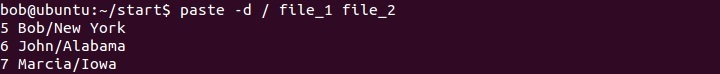 bob@ubuntu:~/start$ paste -d / file_1 file_2
5 Bob/New York
6 John/Alabama
7 Marcia/Iowa